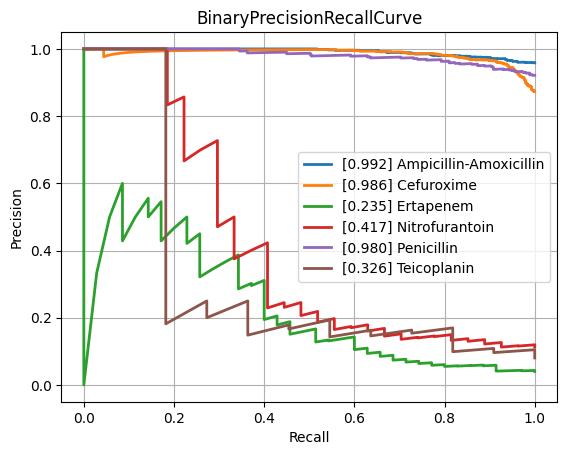 BinaryPrecisionRecallCurve
Precision
1.0
0.8
0.6
0.4
0.2
0.0
[0.992] Ampicillin-Amoxicillin
[0.986] Cefuroxime
[0.235] Ertapenem
[0.417] Nitrofurantoin
[0.980] Penicillin
[0.326] Teicoplanin
0.0 0.2 0.4 0.6 0.8 1.0
Recall